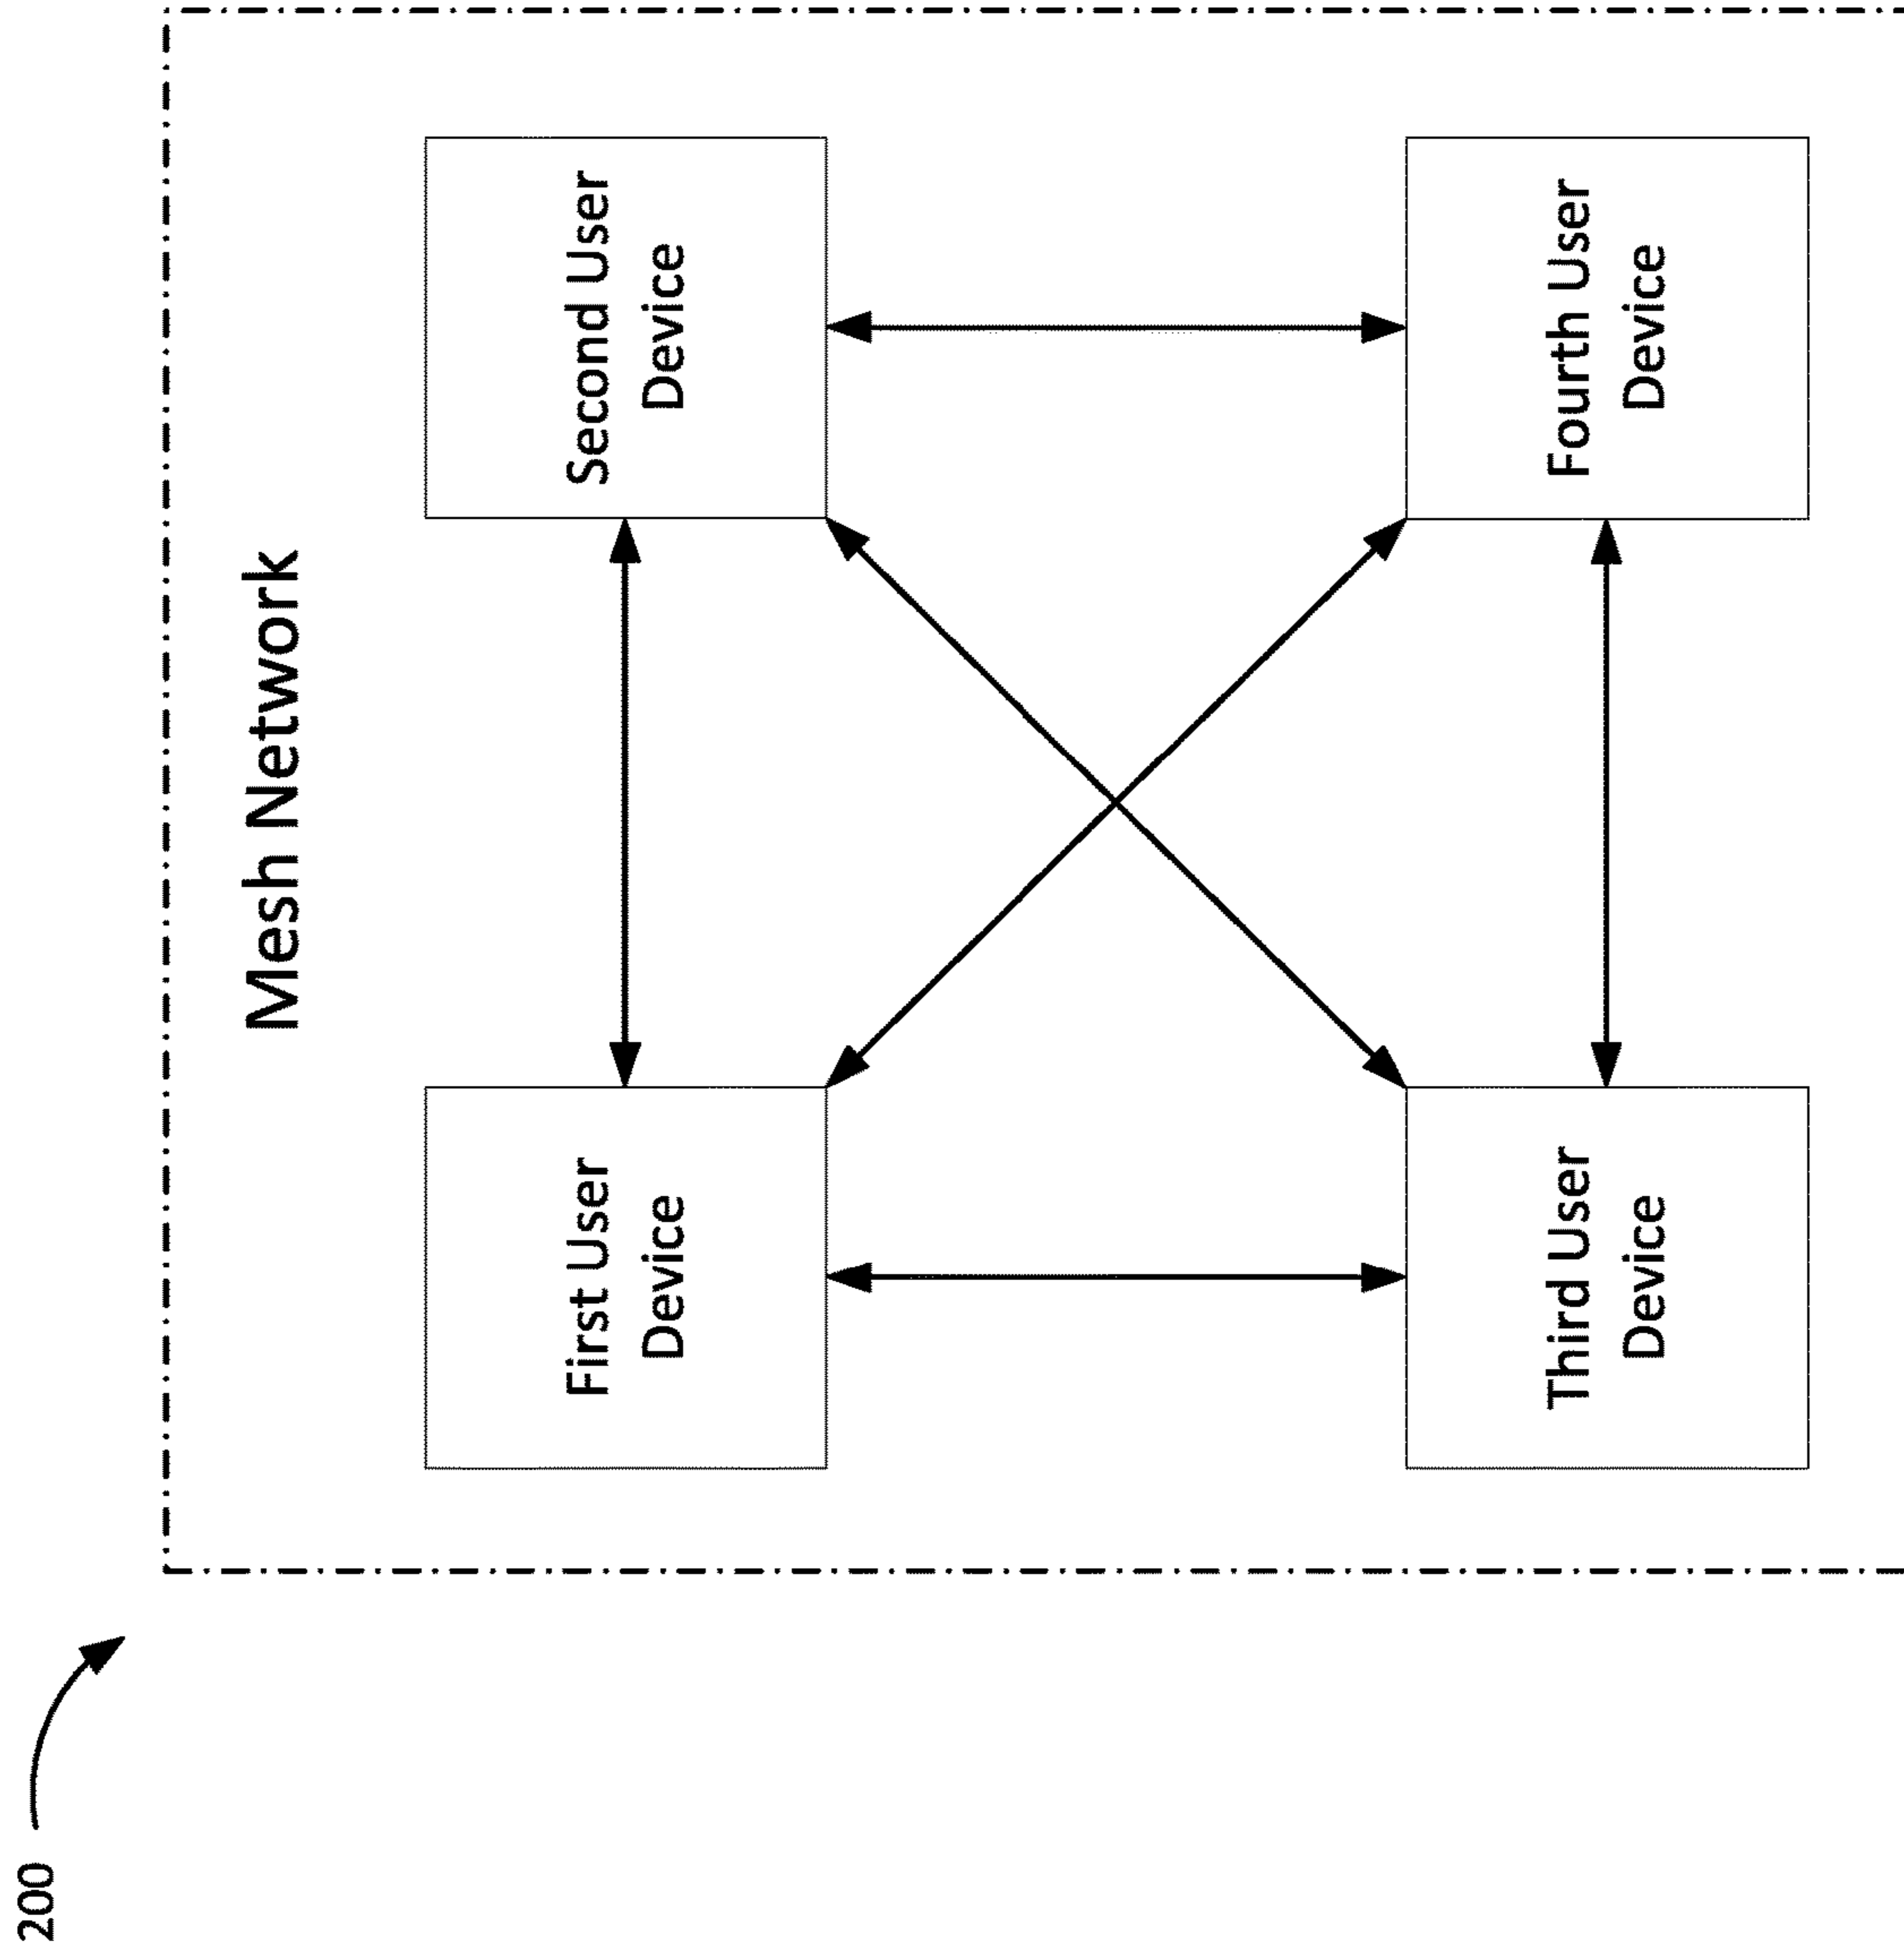 200
Mesh Network
First User
Device
Second User
Device
Third User
Device
Fourth User
Device